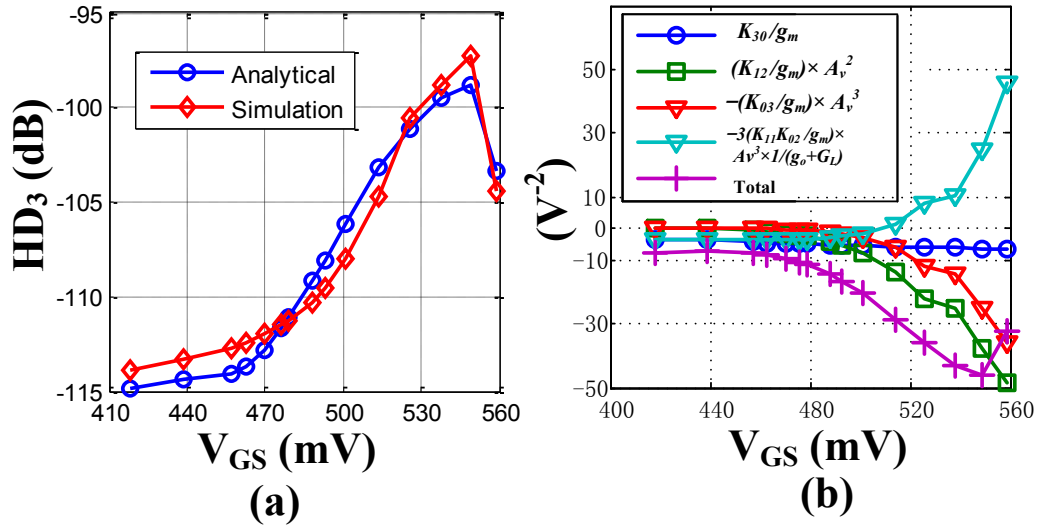 -95
-100
-105
-110
-115
HD3 (dB)
Analytical
Simulation
410 440 470 500 530 560
VGS (mV)
(a)
50
30
10
0
-10
-30
-50
(V-2)
K30/gm
(K12/gm)× Av2
−(K03/gm)× Av3
−3(K11K02/gm)×
Av3×1/(go+GL)
Total
400 440 480 520 560
VGS (mV)
(b)